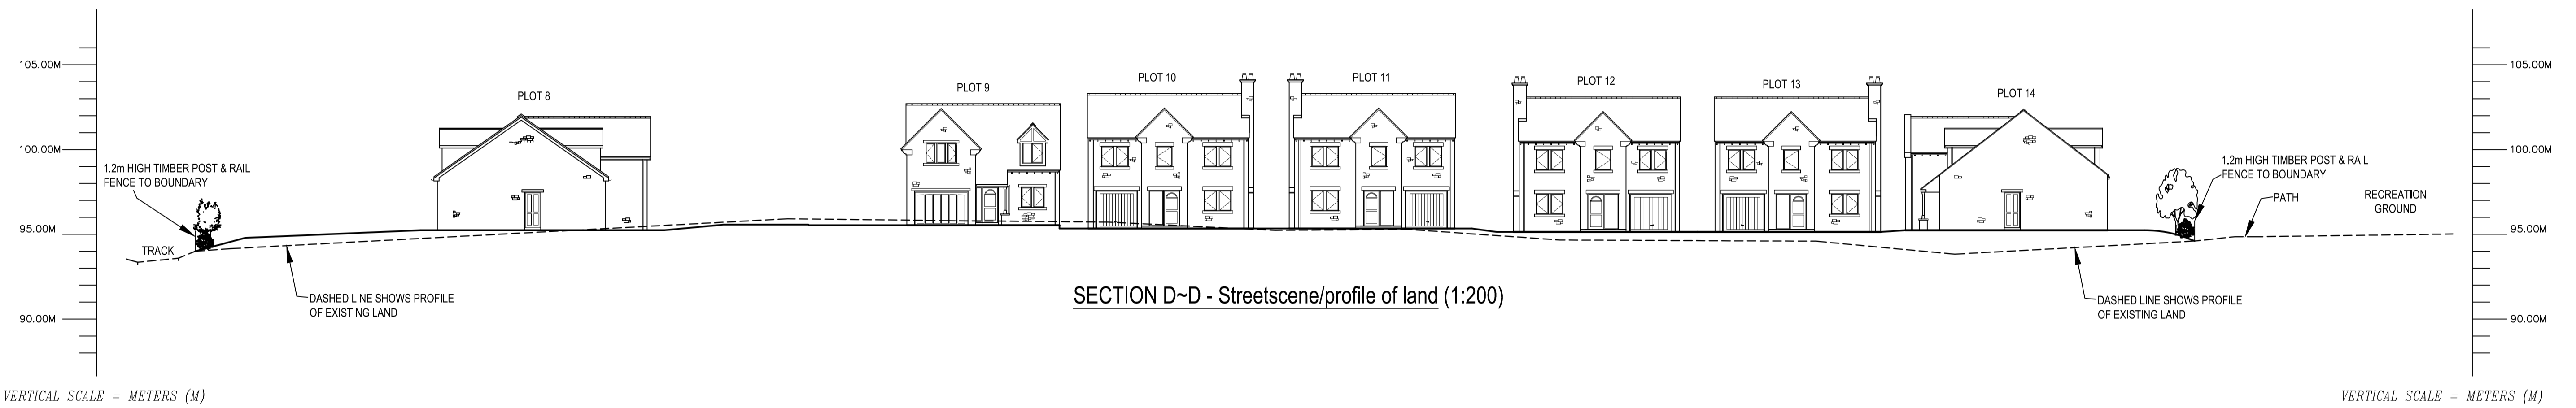 105.00M
100.00M
95.00M
90.00M
1.2m HIGH TIMBER POST & RAIL
FENCE TO BOUNDARY
TRACK
DASHED LINE SHOWS PROFILE
OF EXISTING LAND
PLOT 8
PLOT 9
PLOT 10
PLOT 11
PLOT 12
PLOT 13
PLOT 14
SECTION D~D - Streetscene/profile of land (1:200)
1.2m HIGH TIMBER POST & RAIL
FENCE TO BOUNDARY
PATH
RECREATION
GROUND
DASHED LINE SHOWS PROFILE
OF EXISTING LAND
105.00M
100.00M
95.00M
90.00M
VERTICAL SCALE = METERS (M)
VERTICAL SCALE = METERS (M)